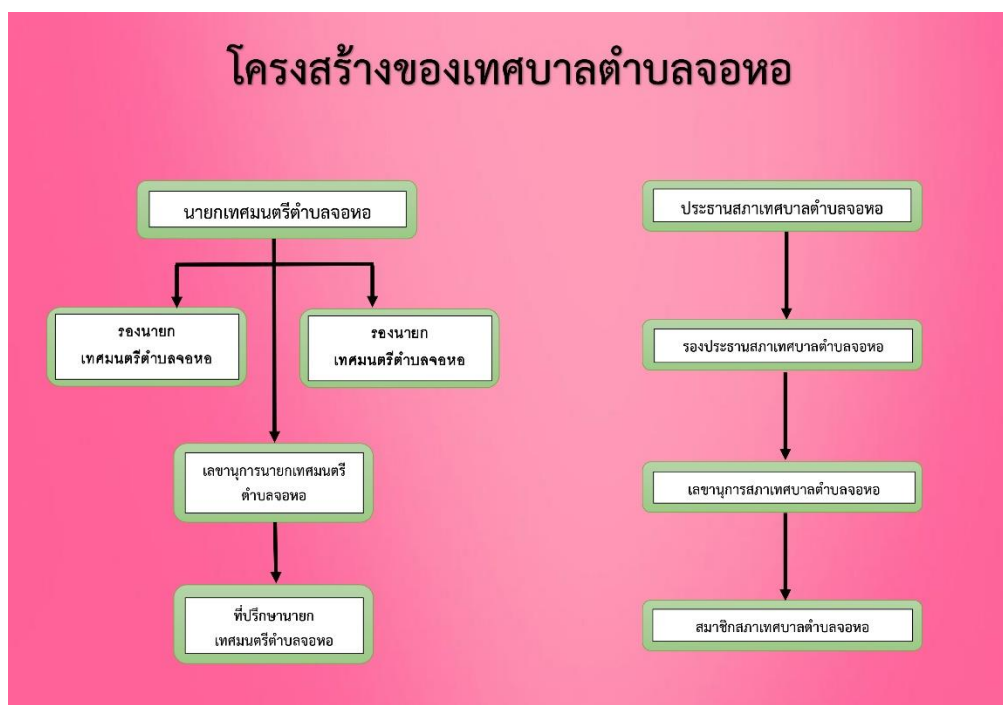 โครงสร้างของเทศบาลตำบลจอหอ
นายกเทศมนตรีตำบลจอหอ
รองนายก
เทศมนตรีตำบลจอหอ
รองนายก
เทศมนตรีตำบลจอหอ
เลขานุการนายกเทศมนตรี
ตำบลจอหอ
ที่ปรึกษานายก
เทศมนตรีตำบลจอหอ
ประธานสภาเทศบาลตำบลจอหอ
รองประธานสภาเทศบาลตำบลจอหอ
เลขานุการสภาเทศบาลตำบลจอหอ
สมาชิกสภาเทศบาลตำบลจอหอ